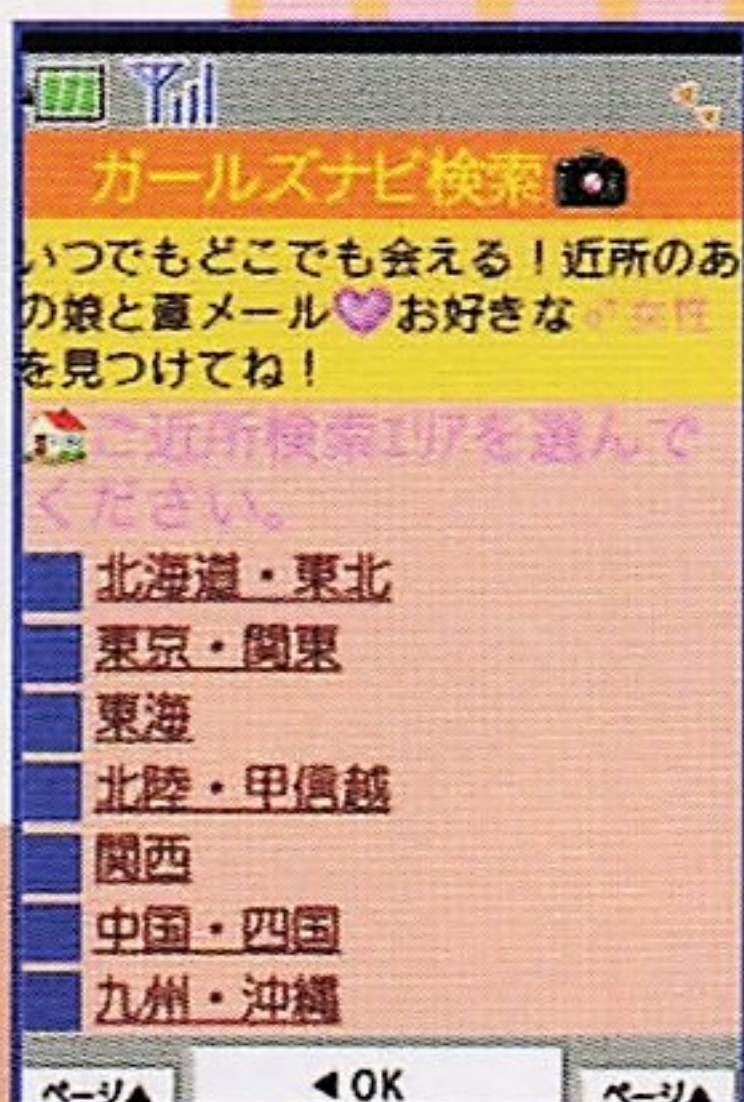 ガールズナビ検索
いつでもどこでも会える！近所のあ
の娘と直メール お好きな♂女性
を見つけてね！
ご近所検索エリアを選んで
ください。
北海道・東北
東京・関東
東海
北陸・甲信越
関西
中国・四国
九州・沖縄
ページ▲ ◀OK ページ▲